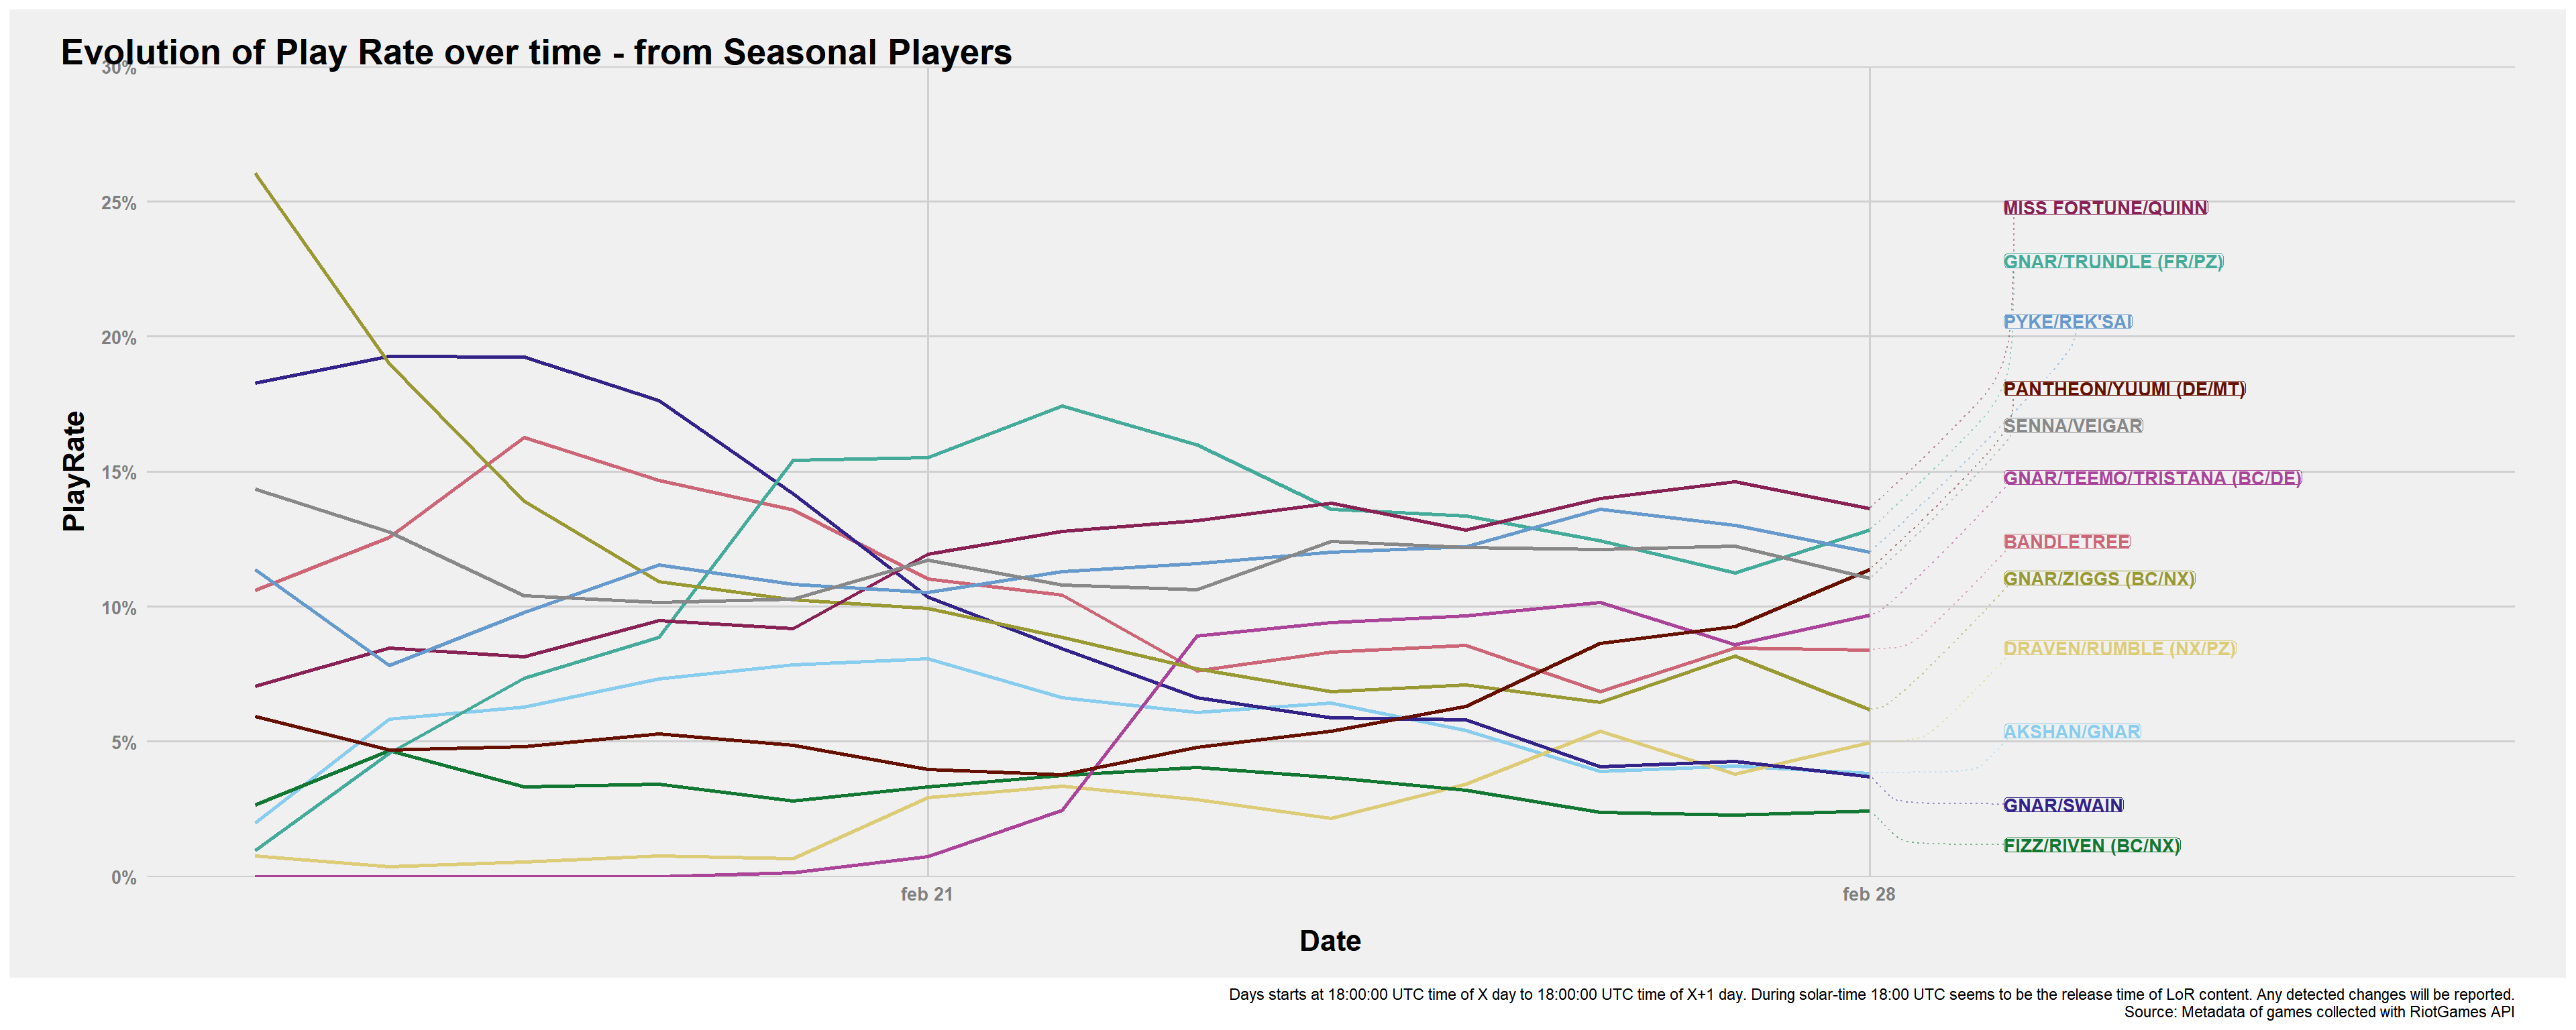 Evolution of Play Rate over time - from Seasonal Players
30%
25%
20%
15%
10%
5%
0%
PlayRate
MISS FORTUNE/QUINN
GNAR/TRUNDLE (FR/PZ)
PYKE/REK'SAI
PANTHEON/YUUMI (DE/MT)
SENNA/VEIGAR
GNAR/TEEMO/TRISTANA (BC/DE)
BANDLETREE
GNAR/ZIGGS (BC/NX)
DRAVEN/RUMBLE (NX/PZ)
AKSHAN/GNAR
GNAR/SWAIN
FIZZ/RIVEN (BC/NX)
feb 21
feb 28
Date
Days starts at 18:00:00 UTC time of X day to 18:00:00 UTC time of X+1 day. During solar-time 18:00 UTC seems to be the release time of LoR content. Any detected changes will be reported.
Source: Metadata of games collected with RiotGames API